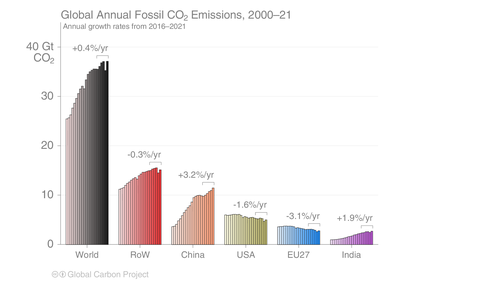 Global Annual Fossil CO₂ Emissions, 2000–21
Annual growth rates from 2016–2021
40 Gt
CO₂
30
20
10
0
+0.4%/yr
-0.3%/yr
+3.2%/yr
-1.6%/yr
-3.1%/yr
+1.9%/yr
World RoW China USA EU27 India
Global Carbon Project